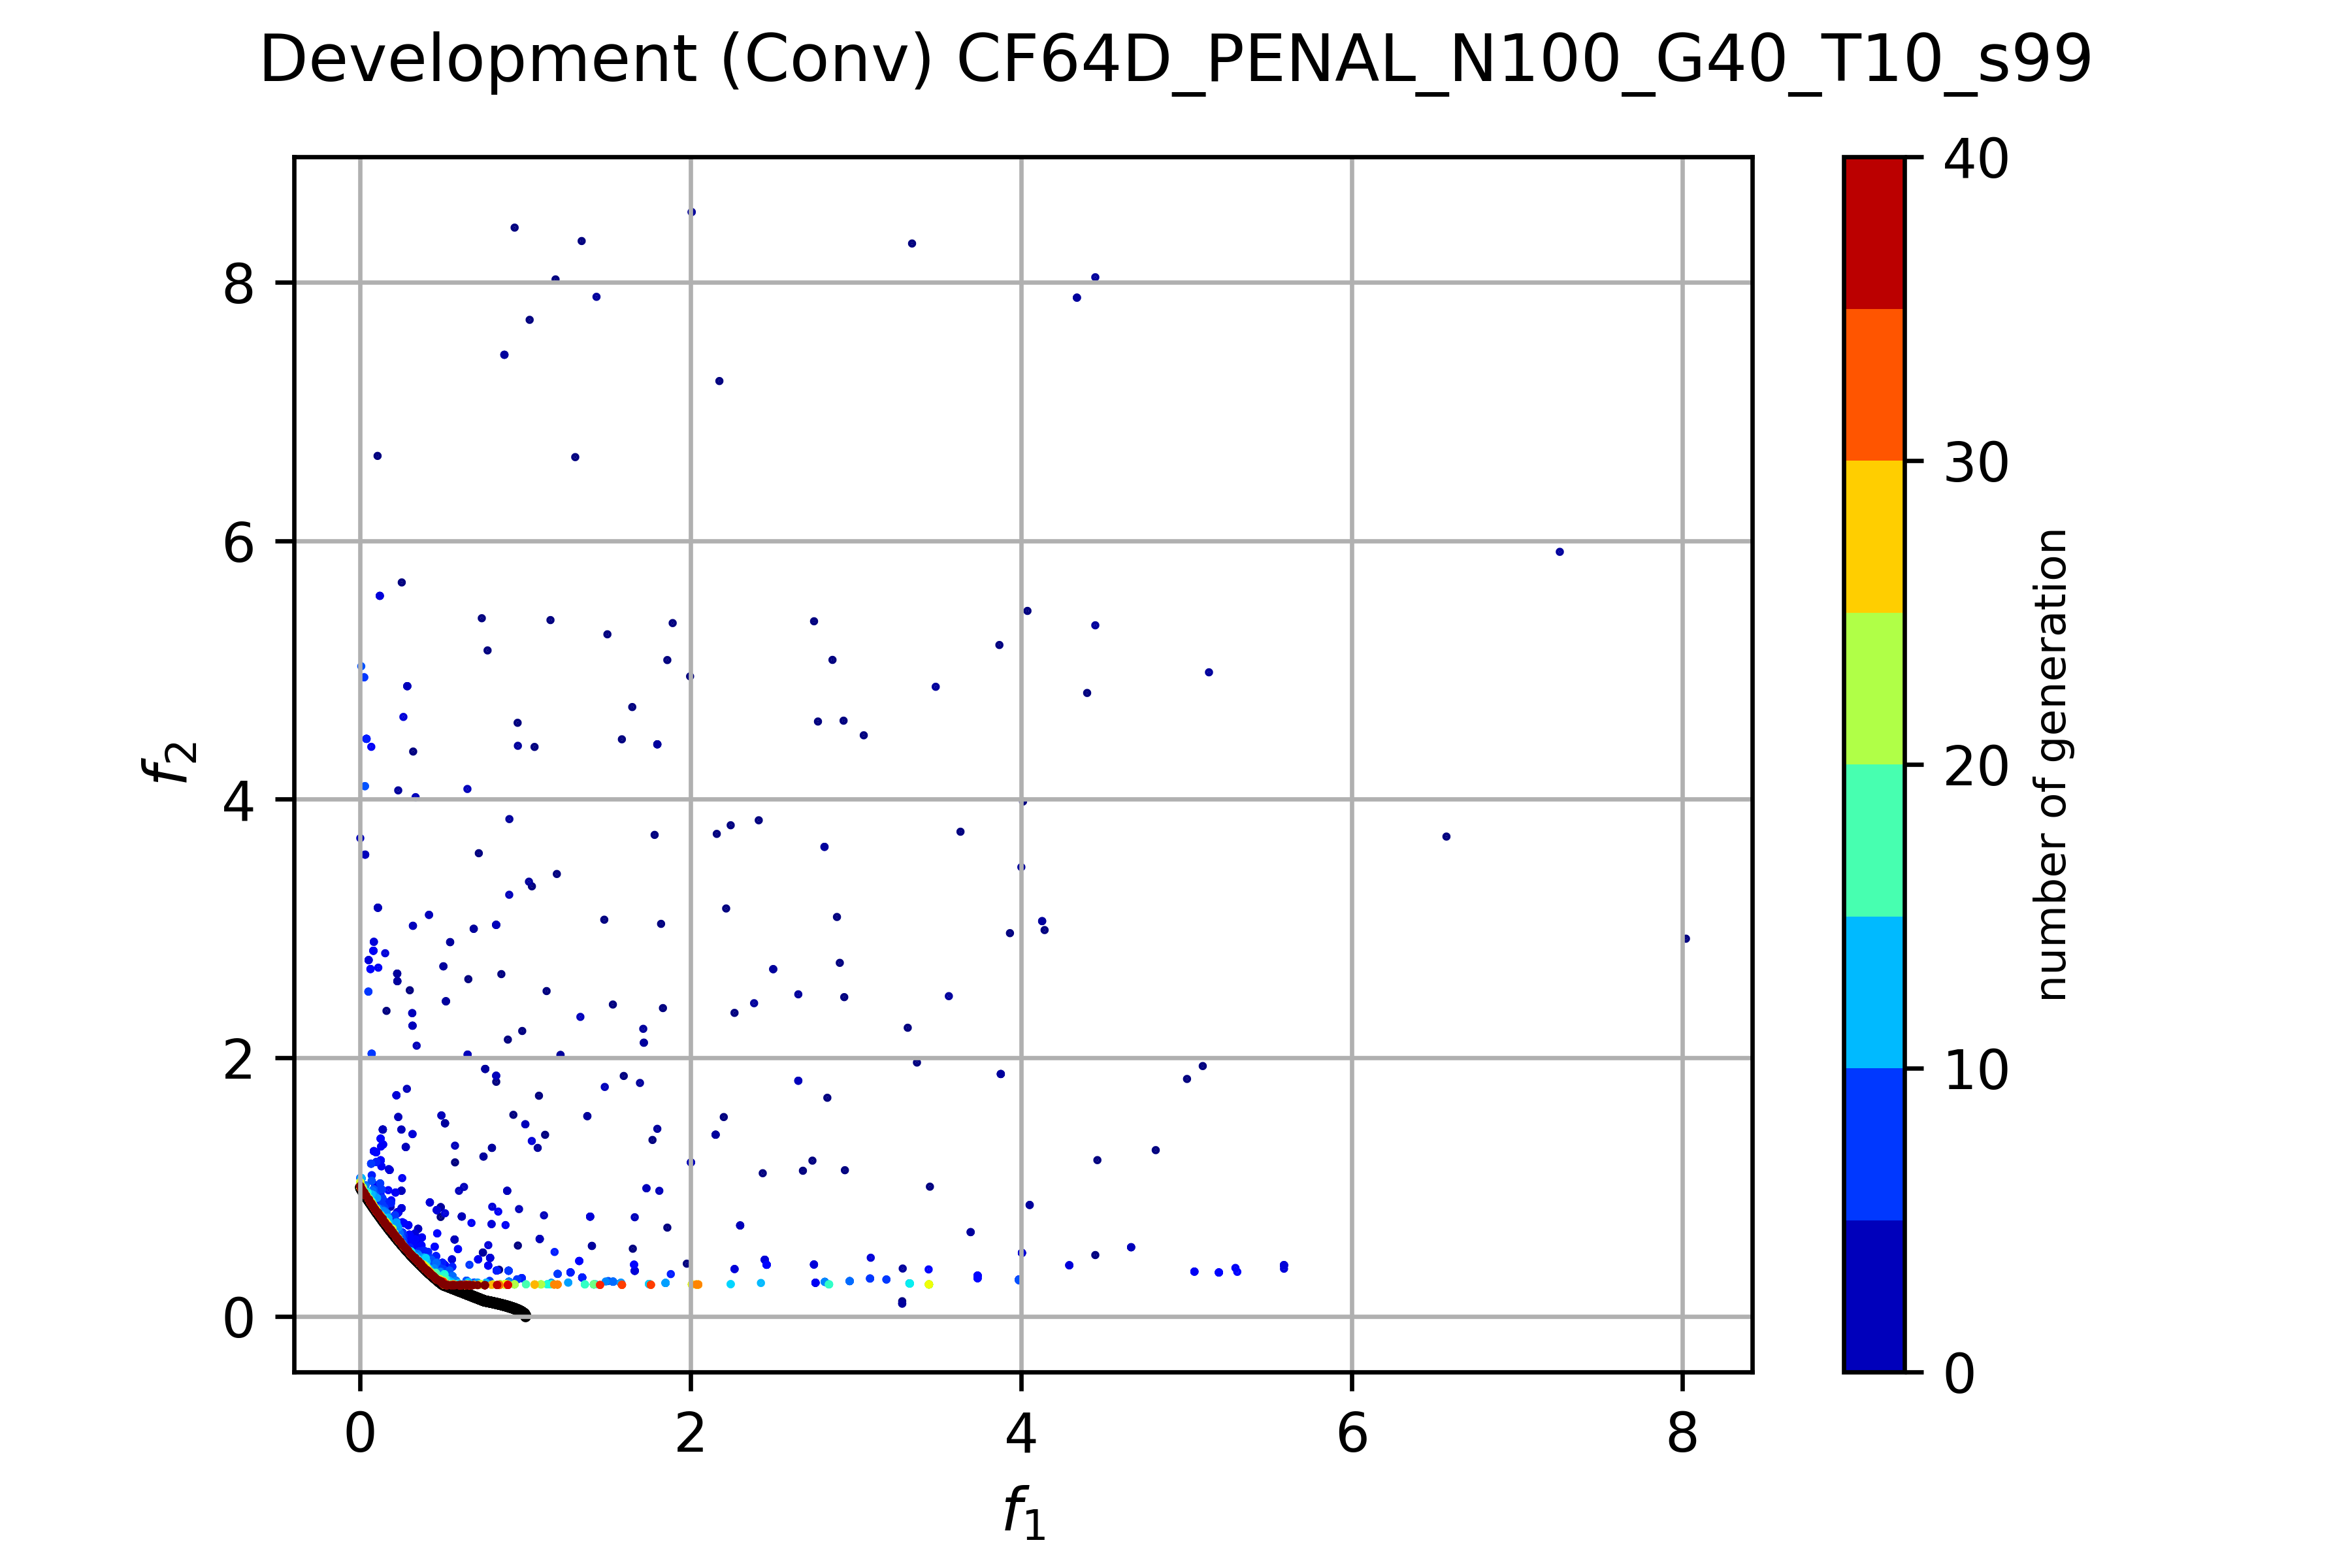 Development (Conv) CF64D_PENAL_N100_G40_T10_s99
8
6
4
2
0
f2
0 2 4 6 8
f1
40
30
20
10
0
number of generation